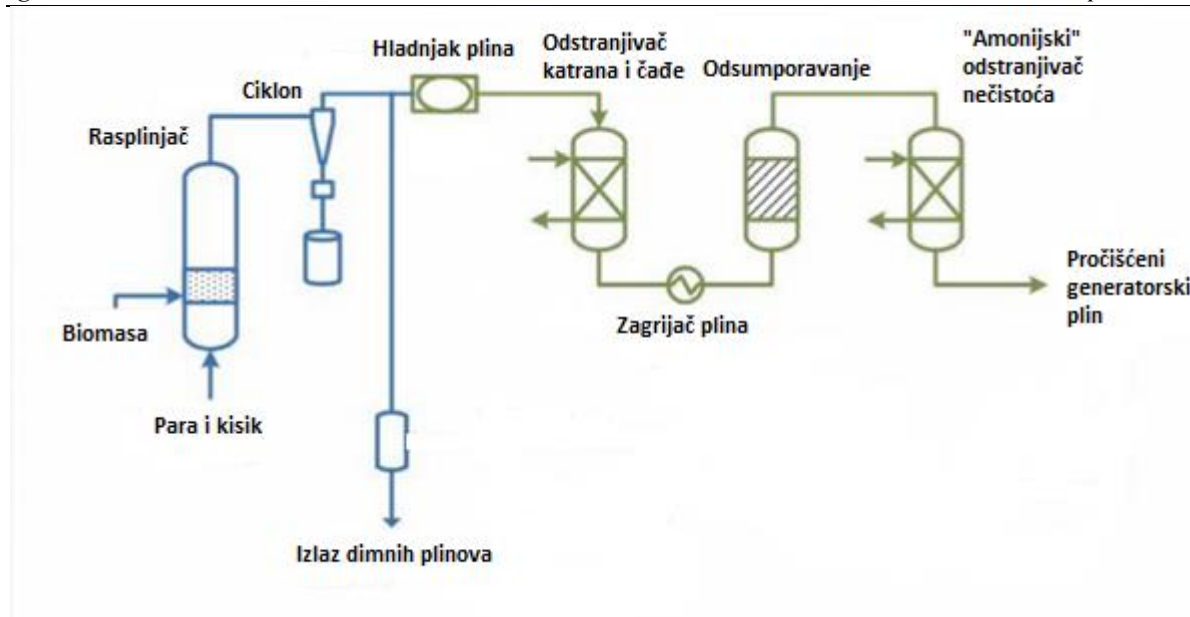 Hladnjak plina
Odstranjivač
katrana i čađe
Odsumporavanje
"Amonijski"
odstranjivač
nečistoća
Ciklon
Rasplinjač
Biomasa
Para i kisik
Zagrijač plina
Pročišćeni
generatorski
plin
Izlaz dimnih plinova